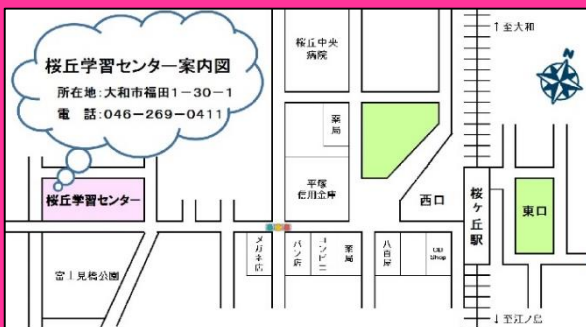 桜丘学習センター案内図
所在地：大和市福田１－３０－１
電　話：０４６－２６９－０４１１
桜丘中央
病院
↑至大和
薬局
平塚
信用金庫
桜丘学習センター
西口
桜ヶ丘駅
東口
メガネ店
パン店
コンビニ
薬局
八百屋
100
Shop
富士見橋公園
↓至江ノ島